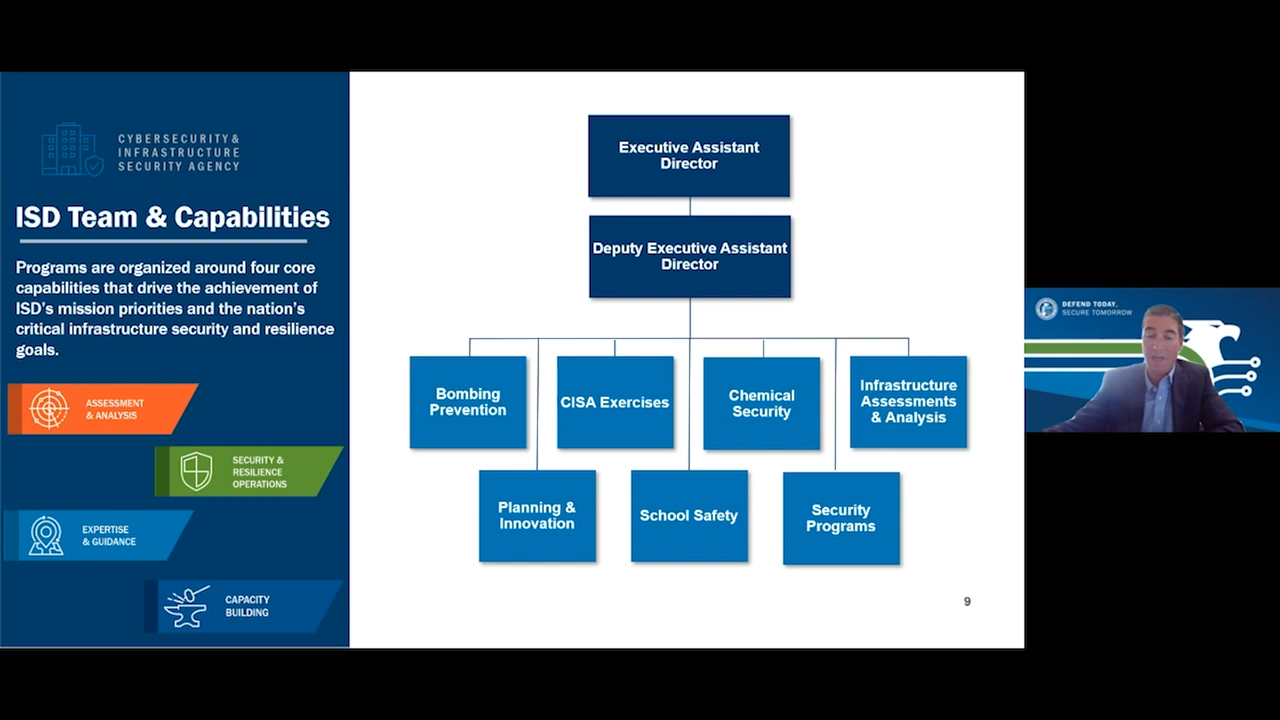 CYBERSECURITY &
INFRASTRUCTURE
SECURITY AGENCY
ISD Team & Capabilities
Programs are organized around four core
capabilities that drive the achievement of
ISD's mission priorities and the nation's
critical infrastructure security and resilience
goals.
ASSESSMENT
& ANALYSIS
SECURITY &
RESILIENCE
OPERATIONS
EXPERTISE
& GUIDANCE
CAPACITY
BUILDING
Executive Assistant
Director
Deputy Executive Assistant
Director
Bombing
Prevention
CISA Exercises
Chemical
Security
Infrastructure
Assessments
& Analysis
Planning &
Innovation
School Safety
Security
Programs
9
DEFEND TODAY,
SECURE TOMORROW